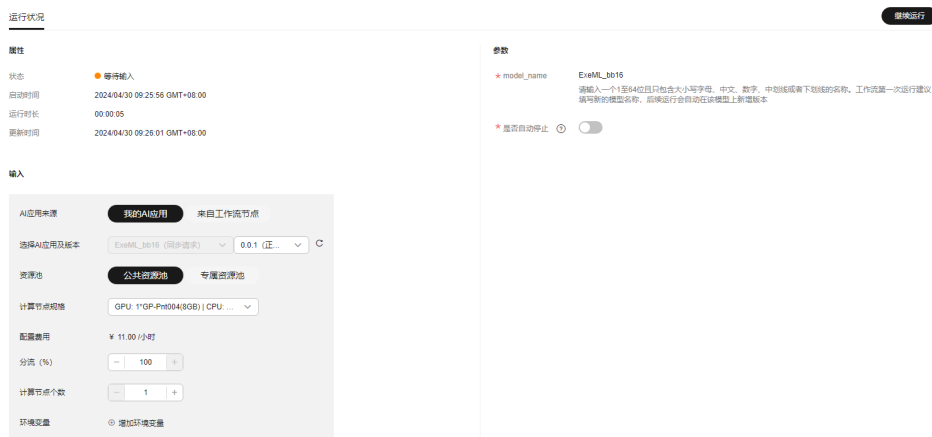 运行状况
继续运行
属性
状态 等待输入
启动时间 2024/04/30 09:25:56 GMT+08:00
运行时长 00:00:05
更新时间 2024/04/30 09:26:01 GMT+08:00
输入
AI应用来源 我的AI应用 来自工作流节点
选择AI应用及版本 ExeML_bb16（同步请求） 0.0.1（正...
资源池 公共资源池 专属资源池
计算节点规格 GPU: 1*GP-Pnt004(8GB) | CPU: ...
配置费用 ¥ 11.00 /小时
分流（%） − 100 +
计算节点个数 − 1 +
环境变量 增加环境变量
参数
* model_name ExeML_bb16
请输入一个1至64位且只包含大小写字母、中文、数字、中划线或者下划线的名称。工作流第一次运行建议
填写新的模型名称，后续运行会自动在该模型上新增版本
* 是否自动停止 ?